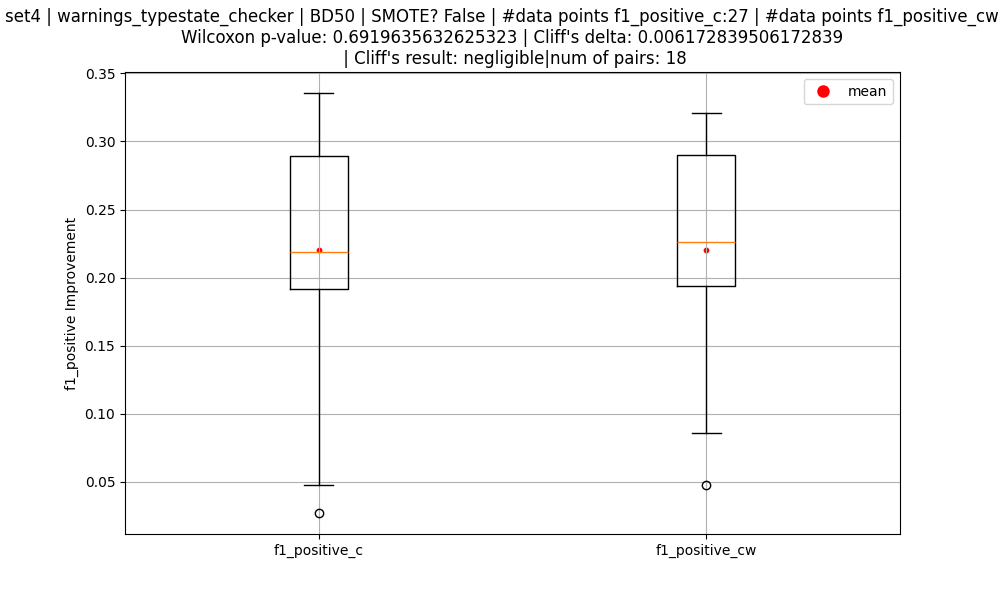 set4 | warnings_typestate_checker | BD50 | SMOTE? False | #data points f1_positive_c:27 | #data points f1_positive_cw
Wilcoxon p-value: 0.6919635632625323 | Cliff's delta: 0.006172839506172839
| Cliff's result: negligible|num of pairs: 18
mean
0.35
0.30
0.25
0.20
0.15
0.10
0.05
f1_positive Improvement
f1_positive_c
f1_positive_cw